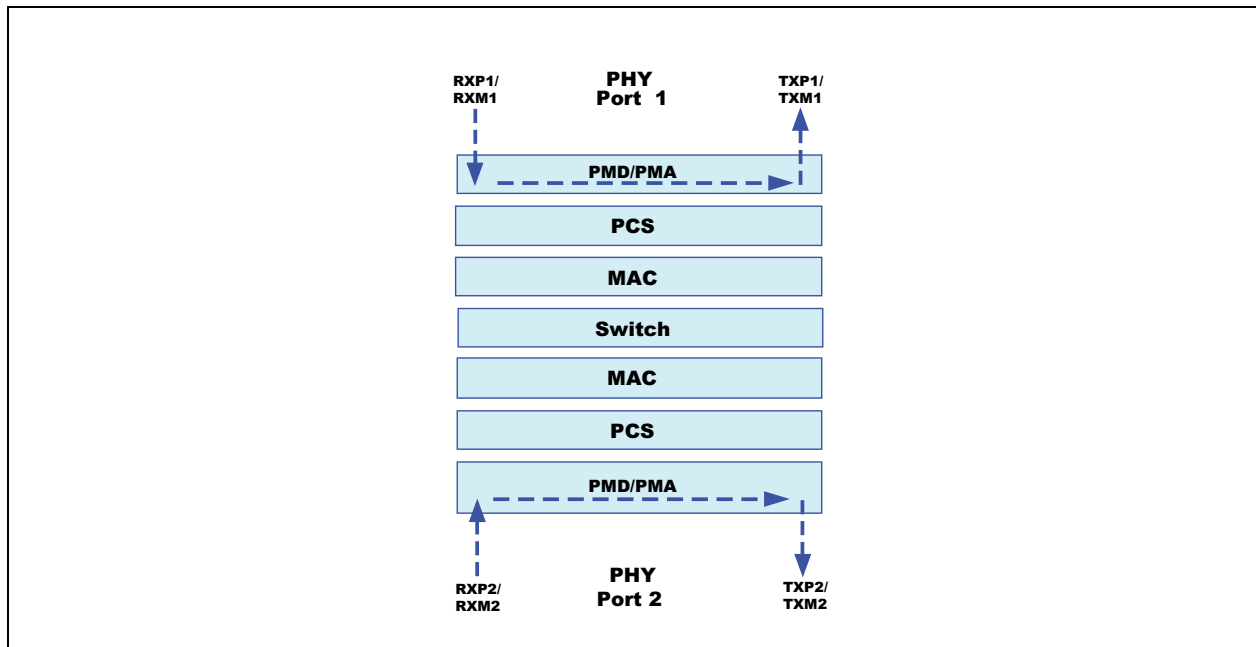 RXP1/
RXM1
PHY
Port 1
TXP1/
TXM1
PMD/PMA
PCS
MAC
Switch
MAC
PCS
PMD/PMA
RXP2/
RXM2
PHY
Port 2
TXP2/
TXM2